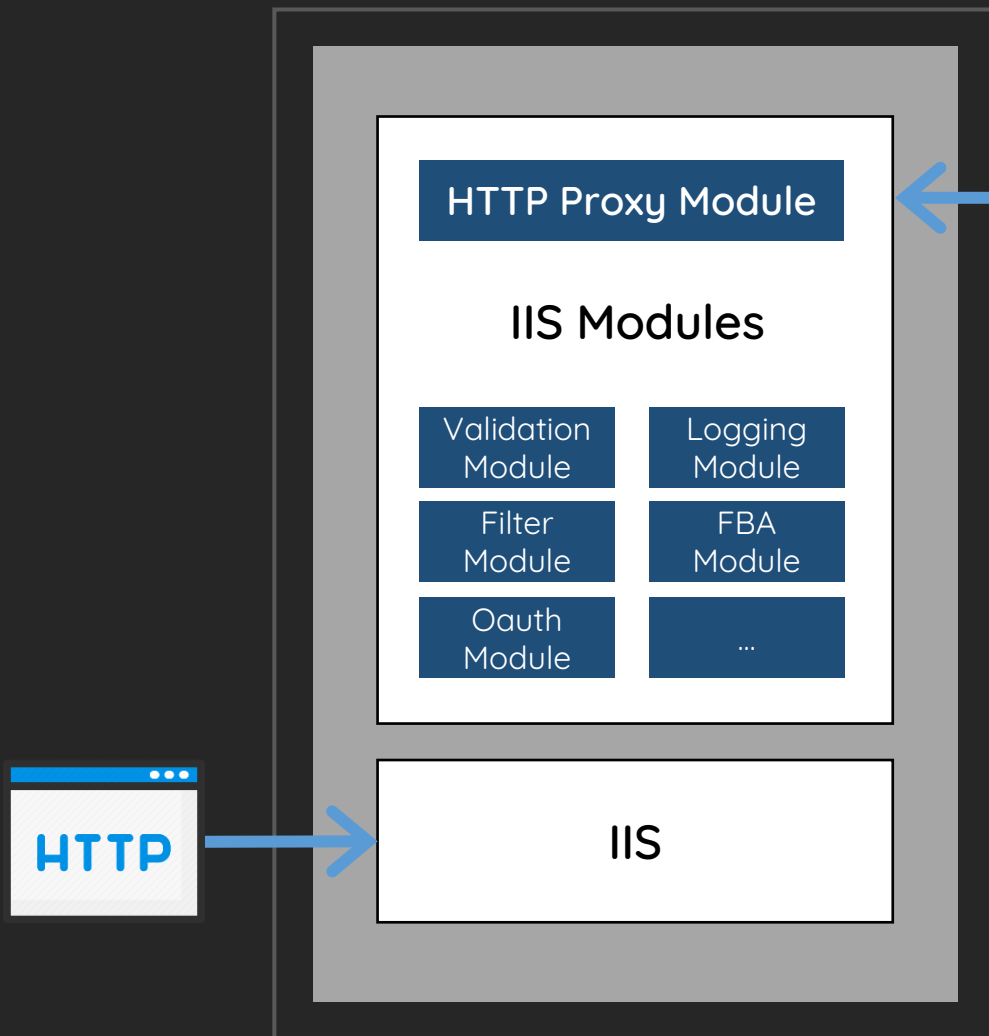 HTTP Proxy Module
IIS Modules
Validation
Module
Logging
Module
Filter
Module
FBA
Module
Oauth
Module
...
HTTP
IIS